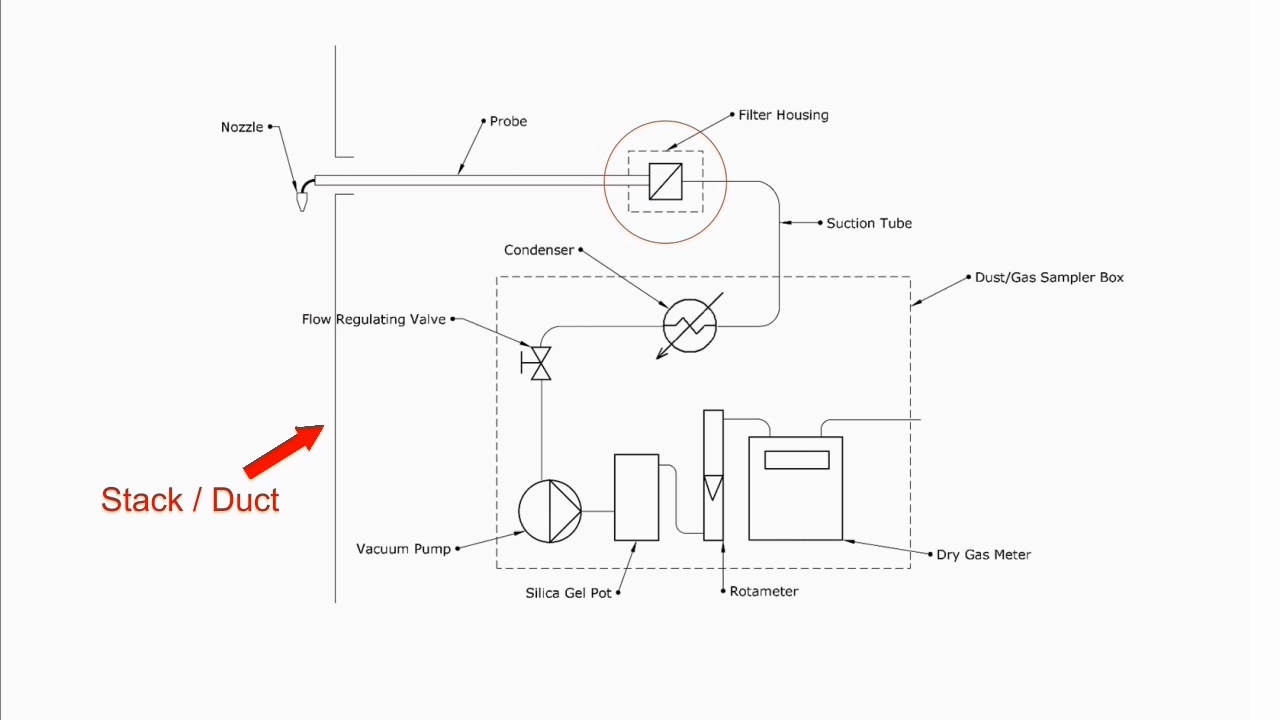 Filter Housing
Probe
Nozzle
Suction Tube
Condenser
Dust/Gas Sampler Box
Flow Regulating Valve
Stack / Duct
Vacuum Pump
Dry Gas Meter
Silica Gel Pot
Rotameter